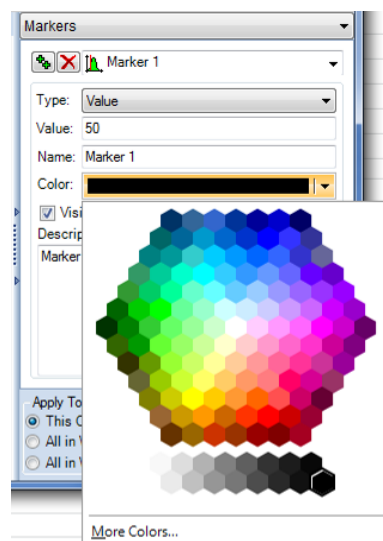 Markers
Marker 1
Type: Value
Value: 50
Name: Marker 1
Color:
Visi
Descrip
Marker
Apply To
This C
All in V
All in V
More Colors...